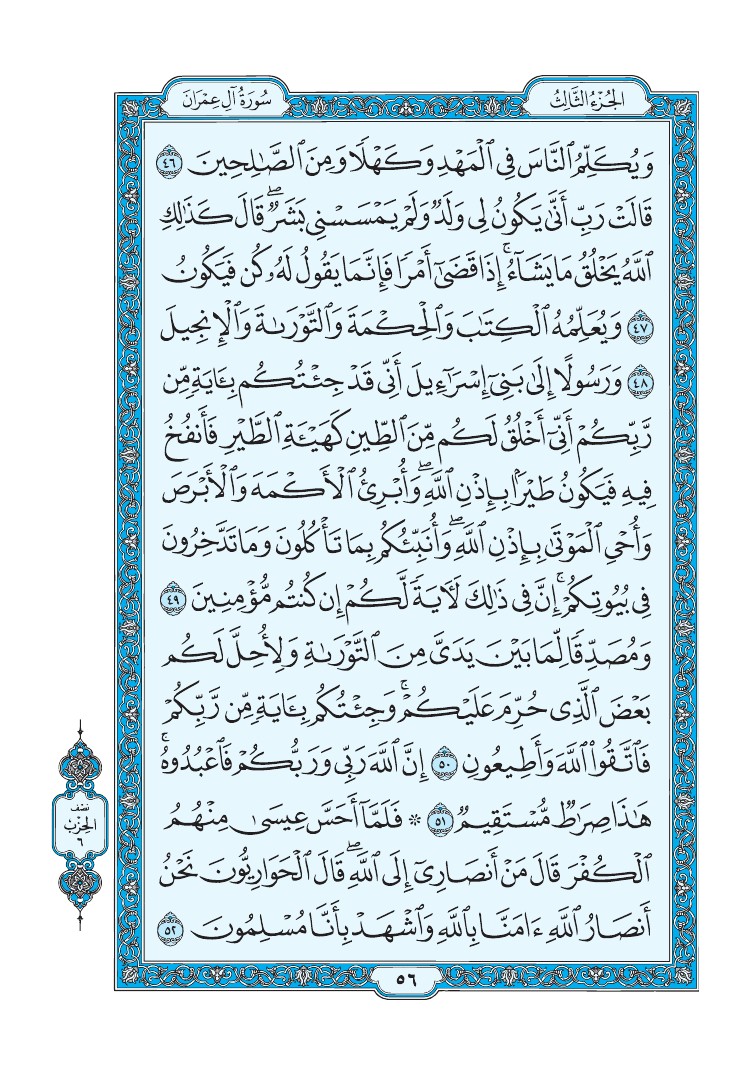 سُورَةُ آلِ عِمْرَانَ
الجُزْءُ الثَّالِثُ
وَيُكَلِّمُ ٱلنَّاسَ فِي ٱلْمَهْدِ وَكَهْلًا وَمِنَ ٱلصَّٰلِحِينَ ٤٦
قَالَتْ رَبِّ أَنَّىٰ يَكُونُ لِي وَلَدٌ وَلَمْ يَمْسَسْنِي بَشَرٌۖ قَالَ كَذَٰلِكِ
ٱللَّهُ يَخْلُقُ مَا يَشَآءُۚ إِذَا قَضَىٰٓ أَمْرًا فَإِنَّمَا يَقُولُ لَهُۥ كُن فَيَكُونُ
٤٧ وَيُعَلِّمُهُ ٱلْكِتَٰبَ وَٱلْحِكْمَةَ وَٱلتَّوْرَىٰةَ وَٱلْإِنجِيلَ
٤٨ وَرَسُولًا إِلَىٰ بَنِيٓ إِسْرَٰٓءِيلَ أَنِّي قَدْ جِئْتُكُم بِـَٔايَةٖ مِّن
رَّبِّكُمْ أَنِّيٓ أَخْلُقُ لَكُم مِّنَ ٱلطِّينِ كَهَيْـَٔةِ ٱلطَّيْرِ فَأَنفُخُ
فِيهِ فَيَكُونُ طَيْرًۢا بِإِذْنِ ٱللَّهِۖ وَأُبْرِئُ ٱلْأَكْمَهَ وَٱلْأَبْرَصَ
وَأُحْيِ ٱلْمَوْتَىٰ بِإِذْنِ ٱللَّهِۖ وَأُنَبِّئُكُم بِمَا تَأْكُلُونَ وَمَا تَدَّخِرُونَ
فِي بُيُوتِكُمْۚ إِنَّ فِي ذَٰلِكَ لَأٓيَةً لَّكُمْ إِن كُنتُم مُّؤْمِنِينَ ٤٩
وَمُصَدِّقًا لِّمَا بَيْنَ يَدَيَّ مِنَ ٱلتَّوْرَىٰةِ وَلِأُحِلَّ لَكُم
بَعْضَ ٱلَّذِي حُرِّمَ عَلَيْكُمْۚ وَجِئْتُكُم بِـَٔايَةٖ مِّن رَّبِّكُمْ
فَٱتَّقُوا۟ ٱللَّهَ وَأَطِيعُونِ ٥٠ إِنَّ ٱللَّهَ رَبِّي وَرَبُّكُمْ فَٱعْبُدُوهُۚ
هَٰذَا صِرَٰطٌ مُّسْتَقِيمٌ ٥١ ۞ فَلَمَّآ أَحَسَّ عِيسَىٰ مِنْهُمُ
ٱلْكُفْرَ قَالَ مَنْ أَنصَارِيٓ إِلَى ٱللَّهِۖ قَالَ ٱلْحَوَارِيُّونَ نَحْنُ
أَنصَارُ ٱللَّهِ ءَامَنَّا بِٱللَّهِ وَٱشْهَدْ بِأَنَّا مُسْلِمُونَ ٥٢
نصف
الحزب
٦
٥٦